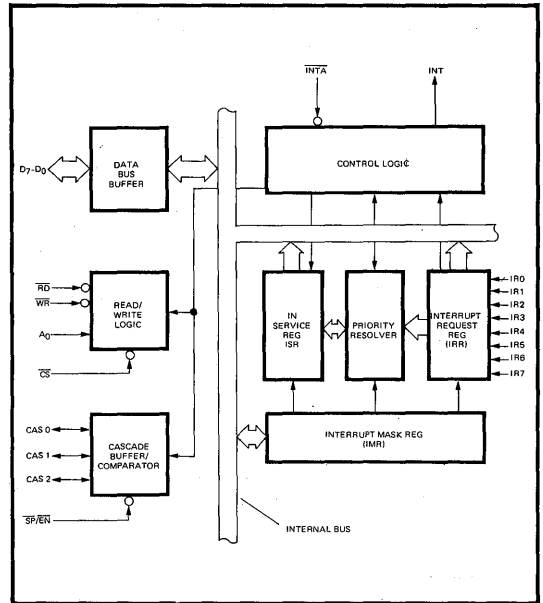 INTA
INT
D7-D0
DATA
BUS
BUFFER
CONTROL LOGIC
RD
WR
A0
CS
READ/
WRITE
LOGIC
IN
SERVICE
REG
ISR
PRIORITY
RESOLVER
INTERRUPT
REQUEST
REG
(IRR)
IR0
IR1
IR2
IR3
IR4
IR5
IR6
IR7
CAS 0
CAS 1
CAS 2
CASCADE
BUFFER/
COMPARATOR
SP/EN
INTERRUPT MASK REG
(IMR)
INTERNAL BUS